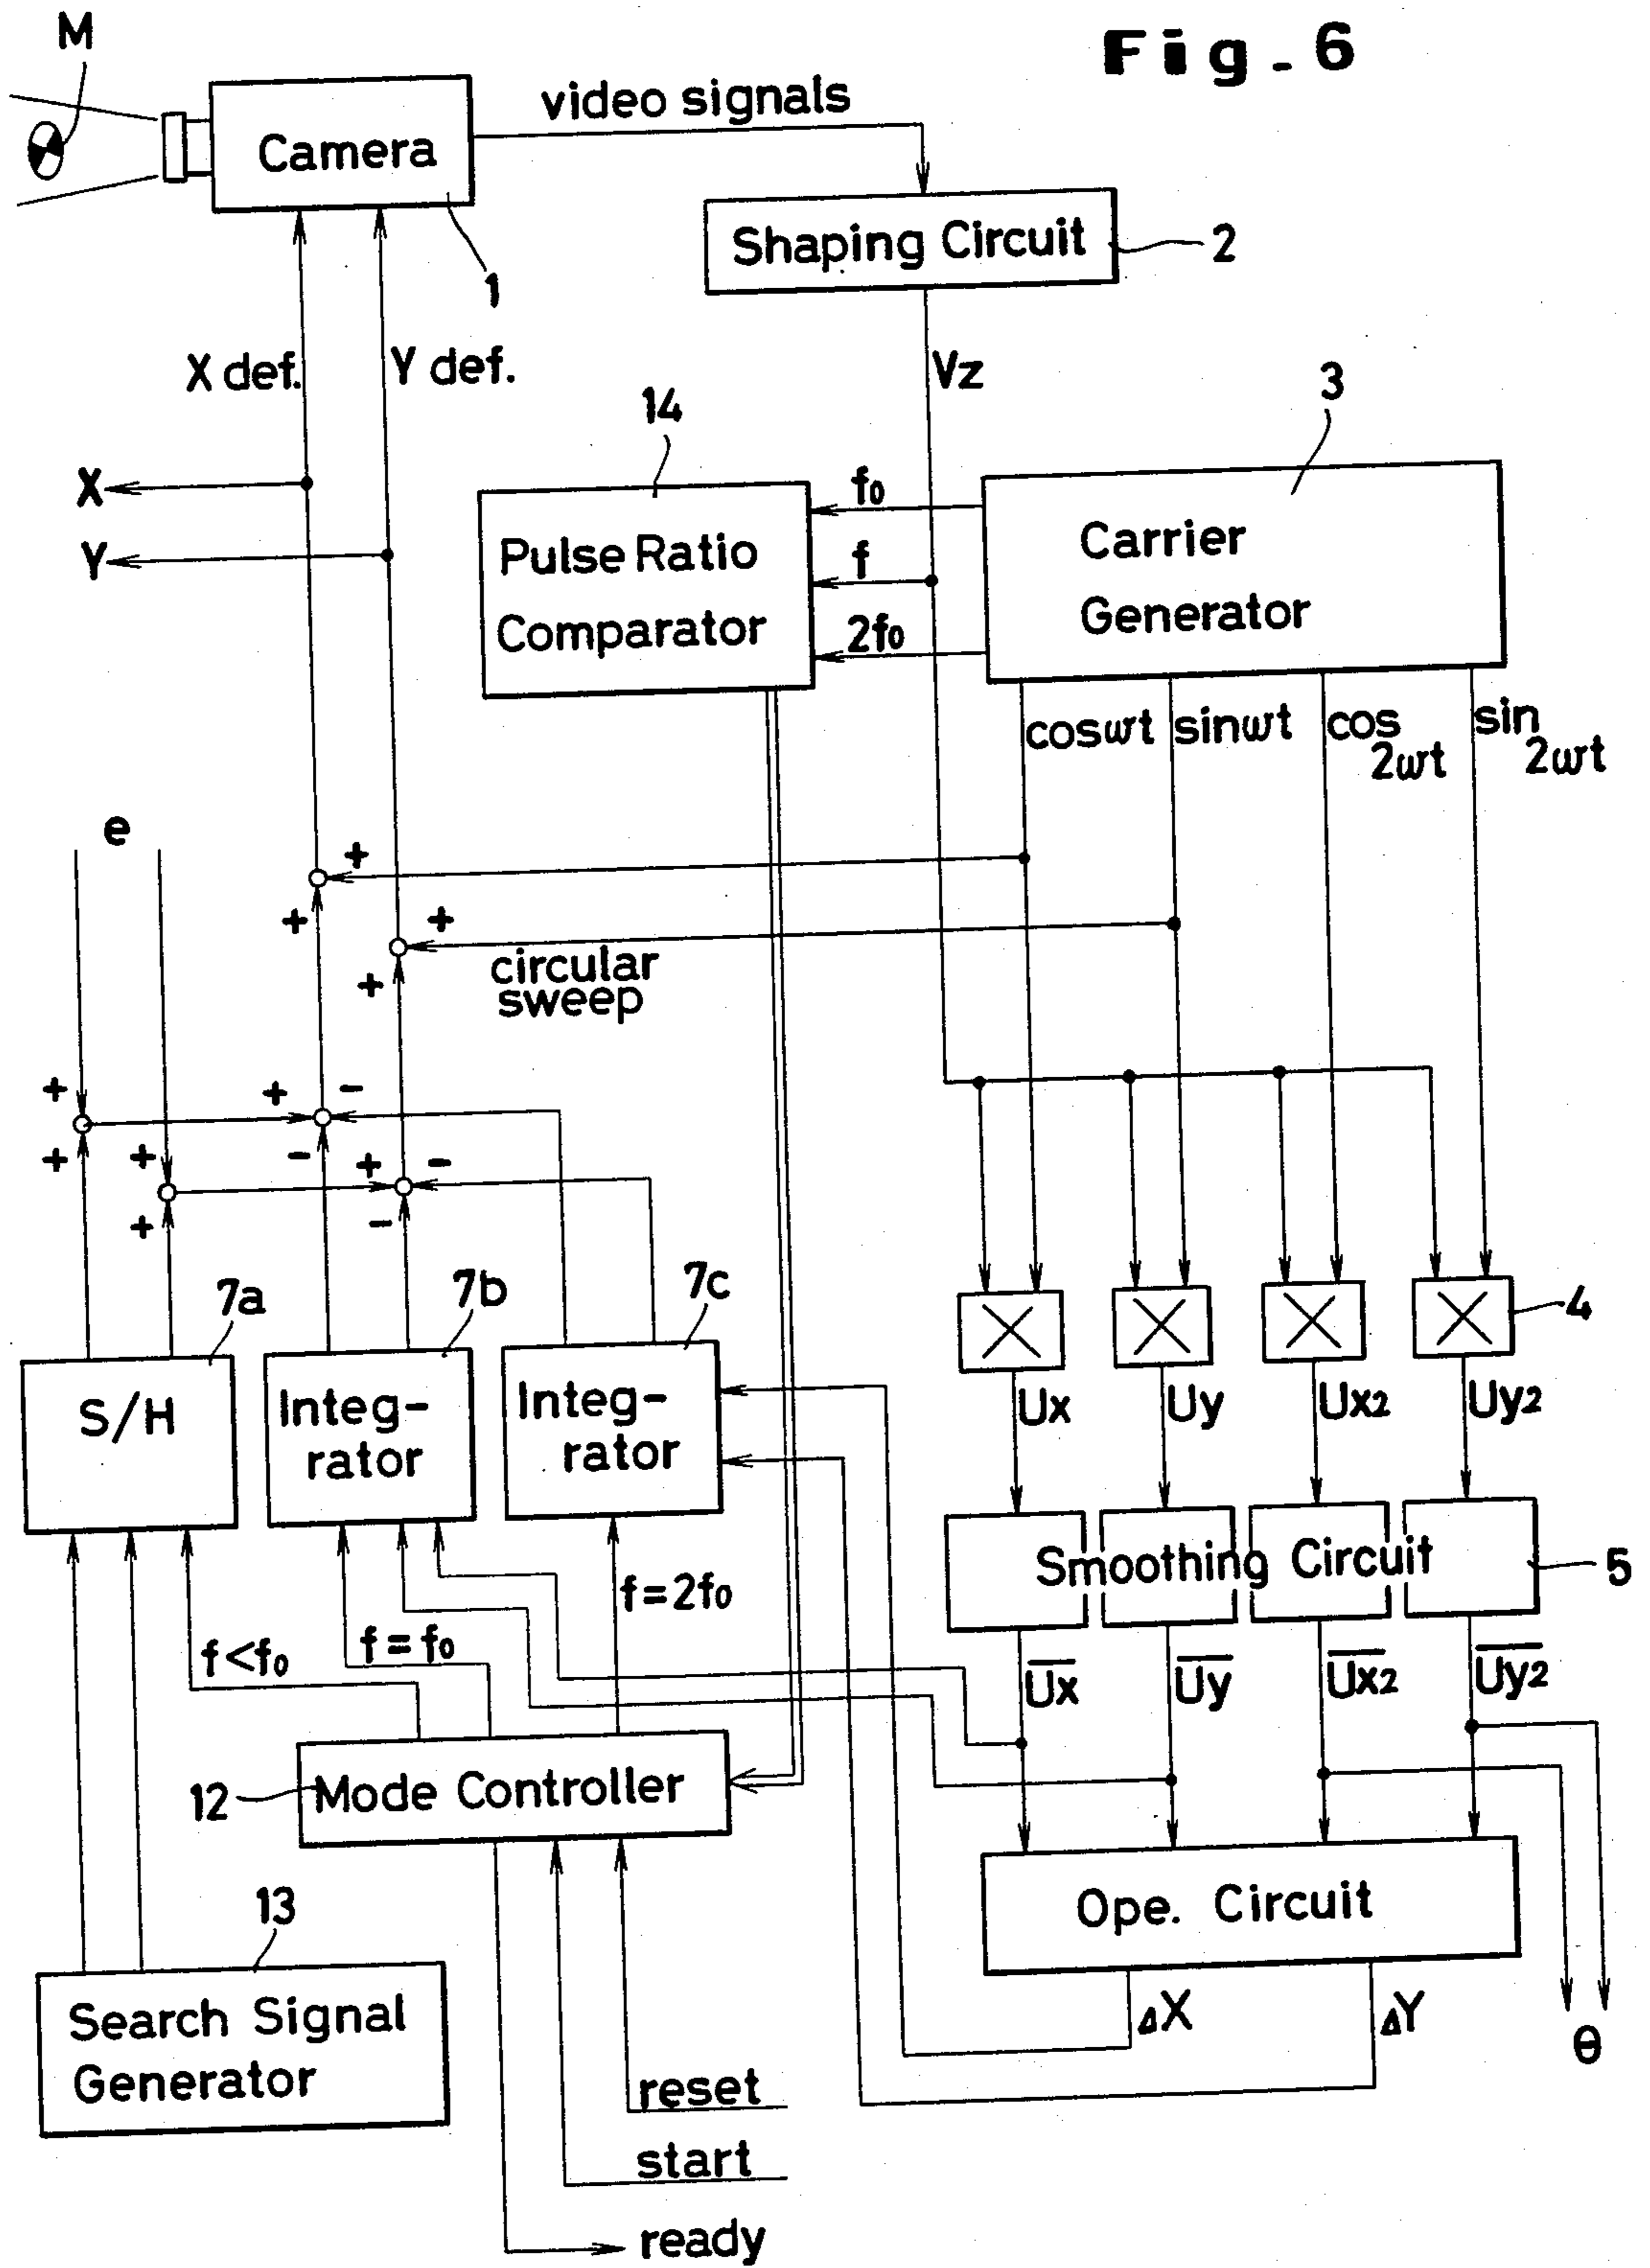 Fig. 6
M
Camera
video signals
1
Shaping Circuit
2
X def.
Y def.
Vz
14
3
X
Y
Pulse Ratio
Comparator
f0
f
2f0
Carrier
Generator
cosωt
sinωt
cos
2ωt
sin
2ωt
e
+
+
+
+
circular
sweep
+
+
-
+
-
+
+
-
+
-
7a
7b
7c
4
S/H
Integ-
rator
Integ-
rator
Ux
Uy
Ux2
Uy2
Smoothing Circuit
5
f<f0
f=f0
f=2f0
Ux
Uy
Ux2
Uy2
12
Mode Controller
13
Ope. Circuit
Search Signal
Generator
ΔX
ΔY
θ
reset
start
ready